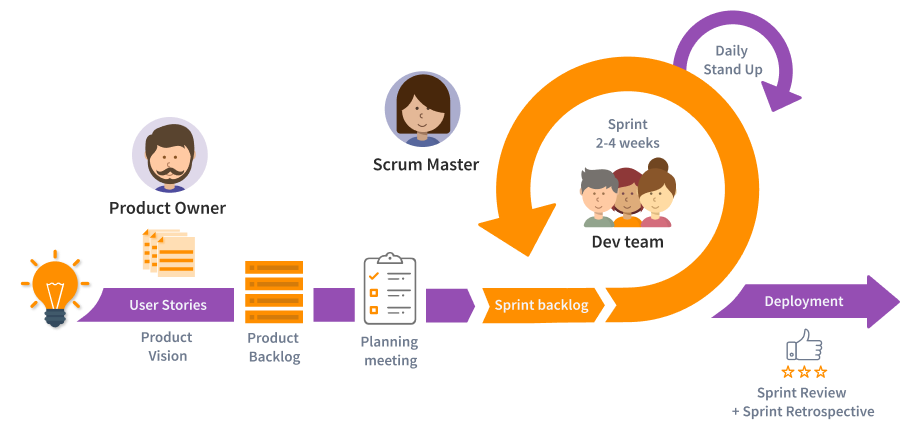 Daily
Stand Up
Sprint
2-4 weeks
Scrum Master
Product Owner
Dev team
User Stories
Sprint backlog
Deployment
Product
Vision
Product
Backlog
Planning
meeting
Sprint Review
+ Sprint Retrospective